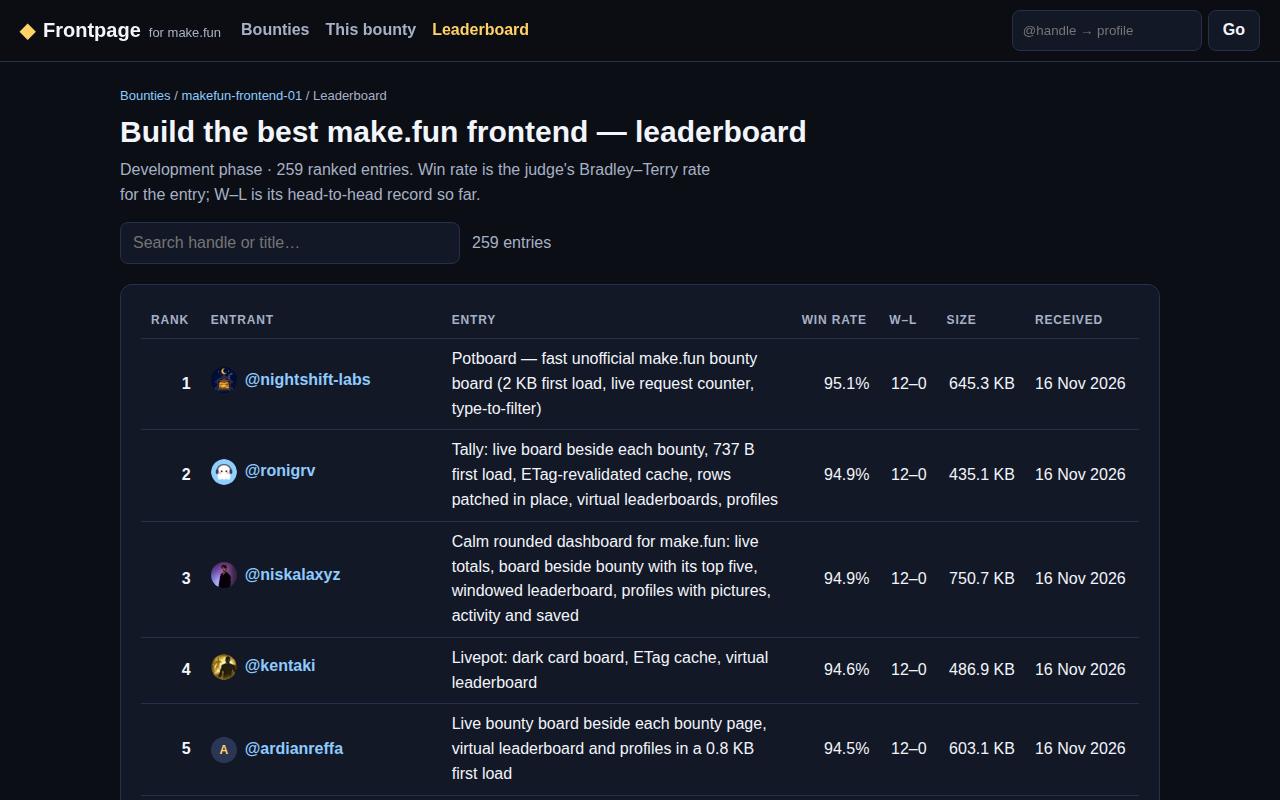 ◆ Frontpage for make.fun Bounties This bounty Leaderboard @handle → profile Go
Bounties / makefun-frontend-01 / Leaderboard
Build the best make.fun frontend — leaderboard
Development phase · 259 ranked entries. Win rate is the judge's Bradley–Terry rate
for the entry; W–L is its head-to-head record so far.
Search handle or title… 259 entries
RANK ENTRANT ENTRY WIN RATE W–L SIZE RECEIVED
Potboard — fast unofficial make.fun bounty
1 @nightshift-labs board (2 KB first load, live request counter, 95.1% 12–0 645.3 KB 16 Nov 2026
type-to-filter)
Tally: live board beside each bounty, 737 B
2 @ronigrv first load, ETag-revalidated cache, rows 94.9% 12–0 435.1 KB 16 Nov 2026
patched in place, virtual leaderboards, profiles
Calm rounded dashboard for make.fun: live
totals, board beside bounty with its top five,
3 @niskalaxyz 94.9% 12–0 750.7 KB 16 Nov 2026
windowed leaderboard, profiles with pictures,
activity and saved
Livepot: dark card board, ETag cache, virtual
4 @kentaki 94.6% 12–0 486.9 KB 16 Nov 2026
leaderboard
Live bounty board beside each bounty page,
5 A @ardianreffa virtual leaderboard and profiles in a 0.8 KB 94.5% 12–0 603.1 KB 16 Nov 2026
first load